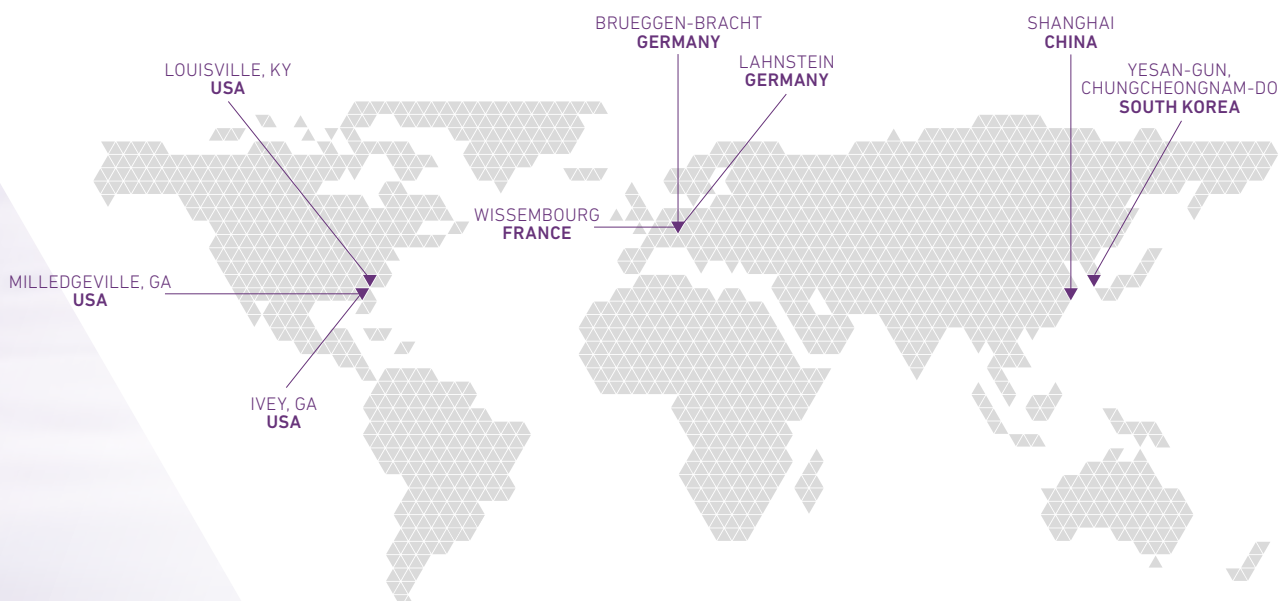 BRUEGGEN-BRACHT
GERMANY
SHANGHAI
CHINA
LOUISVILLE, KY
USA
LAHNSTEIN
GERMANY
YESAN-GUN,
CHUNGCHEONGNAM-DO
SOUTH KOREA
WISSEMBOURG
FRANCE
MILLEDGEVILLE, GA
USA
IVEY, GA
USA